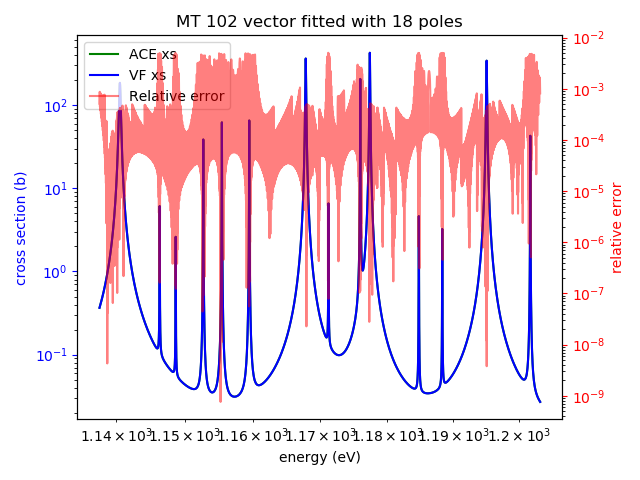 MT 102 vector fitted with 18 poles
ACE xs
VF xs
Relative error
cross section (b)
10²
10¹
10⁰
10⁻¹
10⁻²
10⁻³
10⁻⁴
10⁻⁵
10⁻⁶
10⁻⁷
10⁻⁸
10⁻⁹
relative error
1.14×10³ 1.15×10³ 1.16×10³ 1.17×10³ 1.18×10³ 1.19×10³ 1.2×10³
energy (eV)